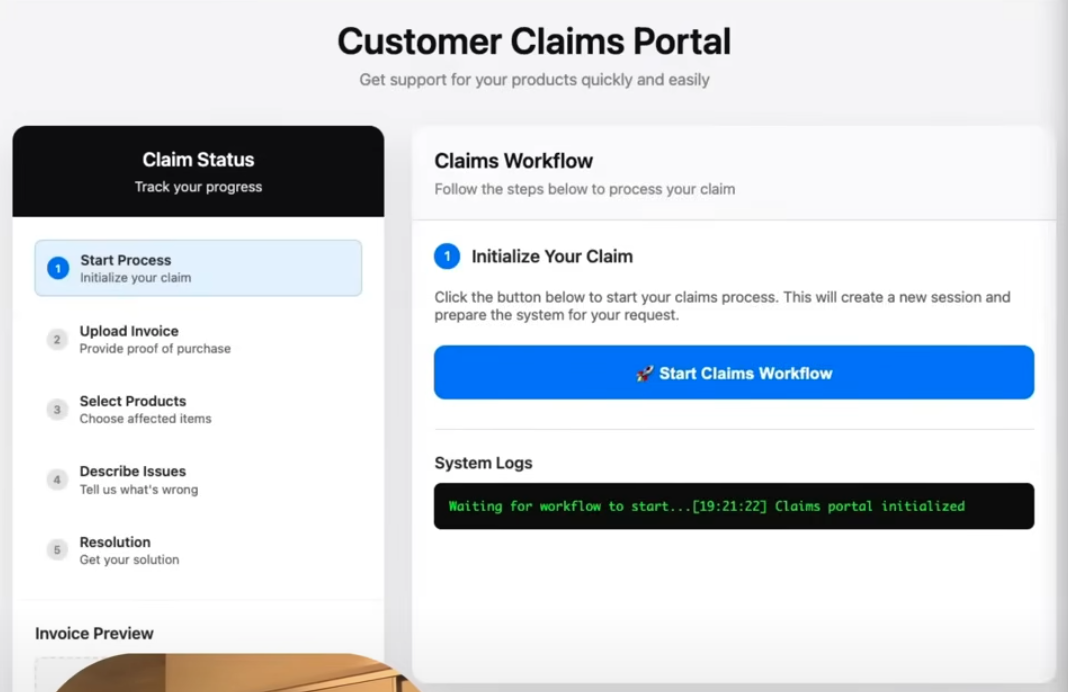 Customer Claims Portal
Get support for your products quickly and easily
Claim Status
Track your progress
1
Start Process
Initialize your claim
2
Upload Invoice
Provide proof of purchase
3
Select Products
Choose affected items
4
Describe Issues
Tell us what's wrong
5
Resolution
Get your solution
Invoice Preview
Claims Workflow
Follow the steps below to process your claim
1 Initialize Your Claim
Click the button below to start your claims process. This will create a new session and
prepare the system for your request.
🚀 Start Claims Workflow
System Logs
Waiting for workflow to start...[19:21:22] Claims portal initialized